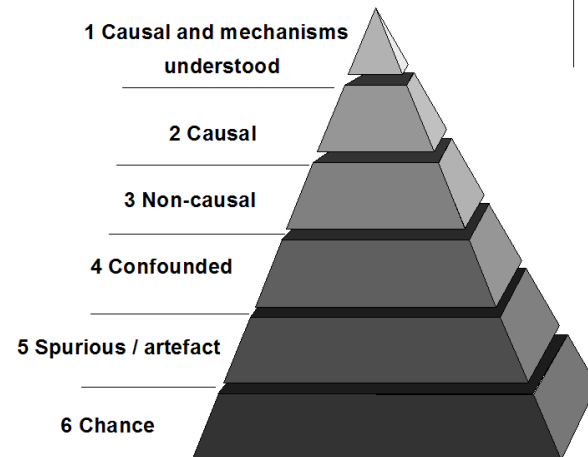 1 Causal and mechanisms
understood
2 Causal
3 Non-causal
4 Confounded
5 Spurious / artefact
6 Chance